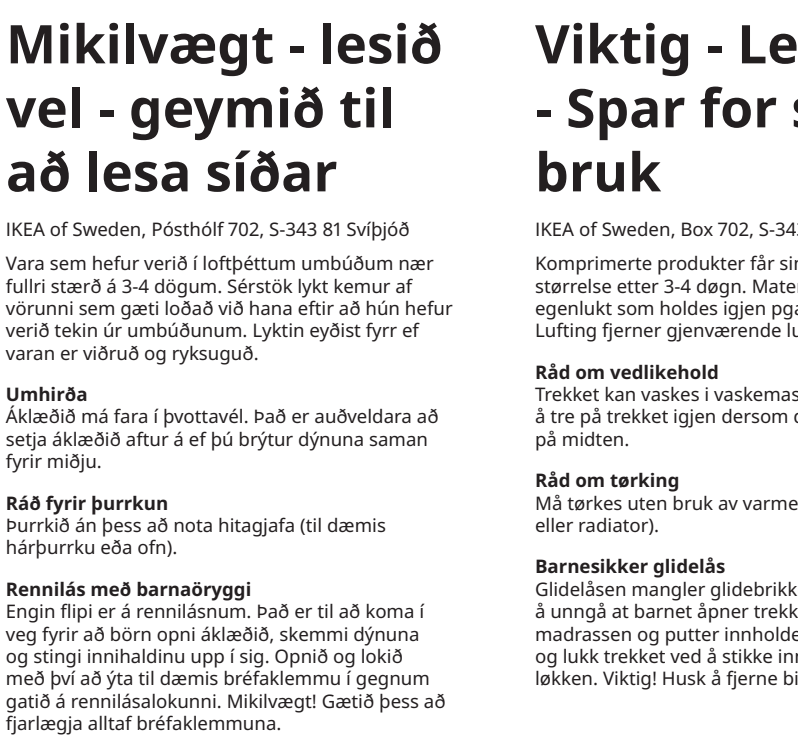 Mikilvægt - lesið
vel - geymið til
að lesa síðar
IKEA of Sweden, Pósthólf 702, S-343 81 Svíþjóð
Vara sem hefur verið í loftþéttum umbúðum nær
fullri stærð á 3-4 dögum. Sérstök lykt kemur af
vörunni sem gæti loðað við hana eftir að hún hefur
verið tekin úr umbúðunum. Lyktin eyðist fyrr ef
varan er viðruð og ryksuguð.
Umhirða
Áklæðið má fara í þvottavél. Það er auðveldara að
setja áklæðið aftur á ef þú brýtur dýnuna saman
fyrir miðju.
Ráð fyrir þurrkun
Þurrkið án þess að nota hitagjafa (til dæmis
hárþurrku eða ofn).
Rennilás með barnaöryggi
Engin flipi er á rennilásnum. Það er til að koma í
veg fyrir að börn opni áklæðið, skemmi dýnuna
og stingi innihaldinu upp í sig. Opnið og lokið
með því að ýta til dæmis bréfaklemmu í gegnum
gatið á rennilásalokunni. Mikilvægt! Gætið þess að
fjarlægja alltaf bréfaklemmuna.
Viktig - Le
- Spar for
bruk
IKEA of Sweden, Box 702, S-343
Komprimerte produkter får sin
størrelse etter 3-4 døgn. Mater
egenlukt som holdes igjen pga
Lufting fjerner gjenværende lu
Råd om vedlikehold
Trekket kan vaskes i vaskemas
å tre på trekket igjen dersom d
på midten.
Råd om tørking
Må tørkes uten bruk av varme
eller radiator).
Barnesikker glidelås
Glidelåsen mangler glidebrikk
å unngå at barnet åpner trekk
madrassen og putter innholde
og lukk trekket ved å stikke inn
løkken. Viktig! Husk å fjerne bi